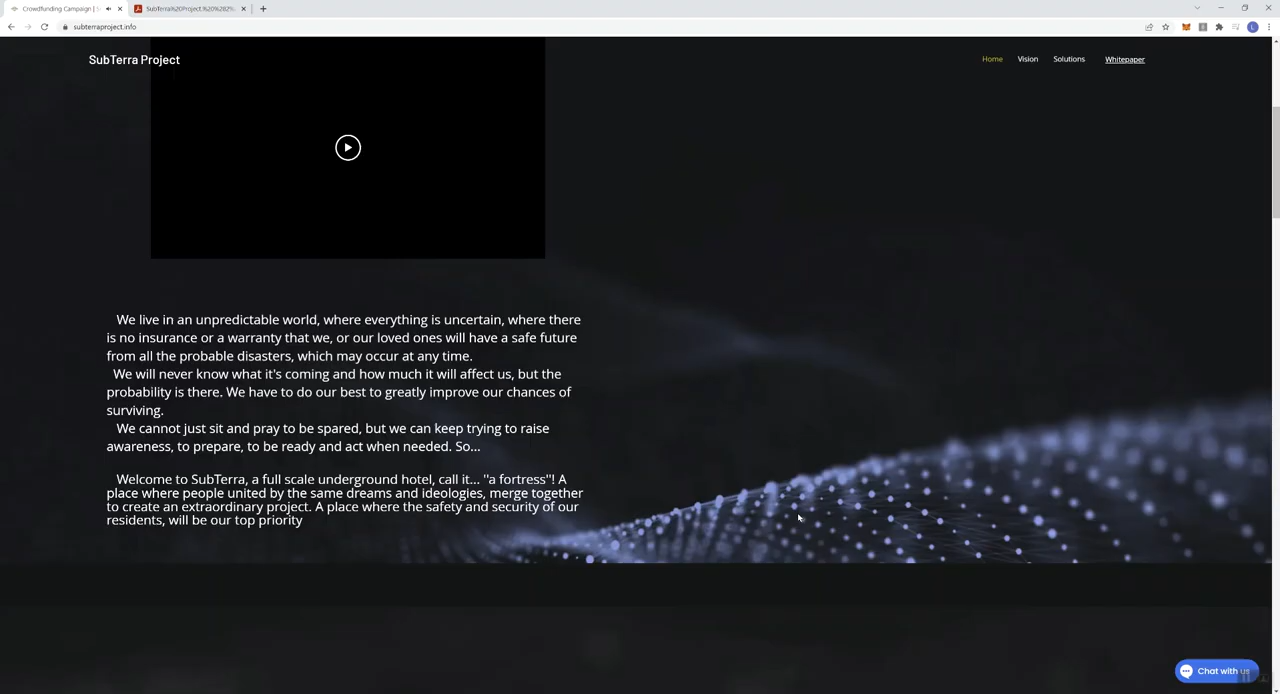 Crowdfunding Campaign | S
SubTerra%20Project.%20%282%
subterraproject.info
SubTerra Project
Home
Vision
Solutions
Whitepaper
We live in an unpredictable world, where everything is uncertain, where there
is no insurance or a warranty that we, or our loved ones will have a safe future
from all the probable disasters, which may occur at any time.
We will never know what it's coming and how much it will affect us, but the
probability is there. We have to do our best to greatly improve our chances of
surviving.
We cannot just sit and pray to be spared, but we can keep trying to raise
awareness, to prepare, to be ready and act when needed. So...
Welcome to SubTerra, a full scale underground hotel, call it... ''a fortress''! A
place where people united by the same dreams and ideologies, merge together
to create an extraordinary project. A place where the safety and security of our
residents, will be our top priority
Chat with us